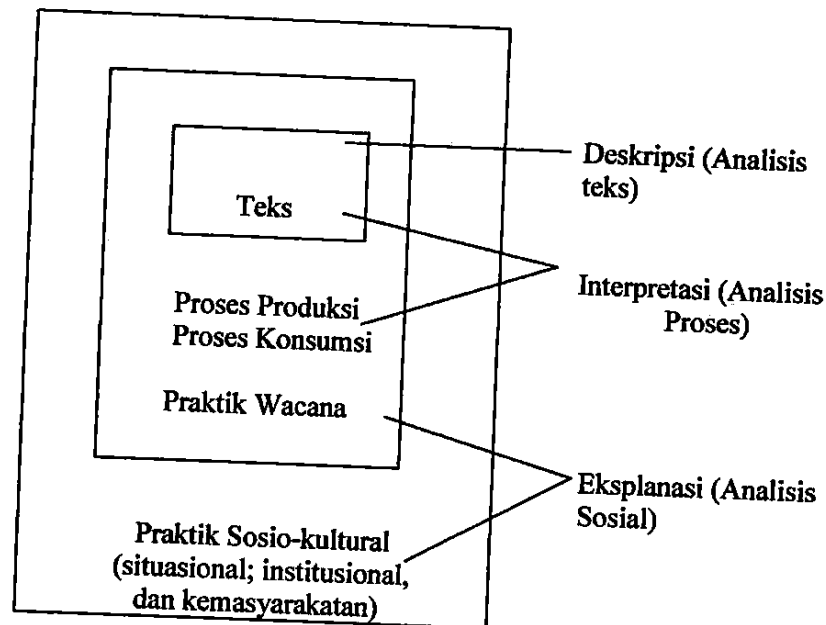 Deskripsi (Analisis
teks)
Teks
Interpretasi (Analisis
Proses)
Proses Produksi
Proses Konsumsi
Praktik Wacana
Eksplanasi (Analisis
Sosial)
Praktik Sosio-kultural
(situasional; institusional,
dan kemasyarakatan)